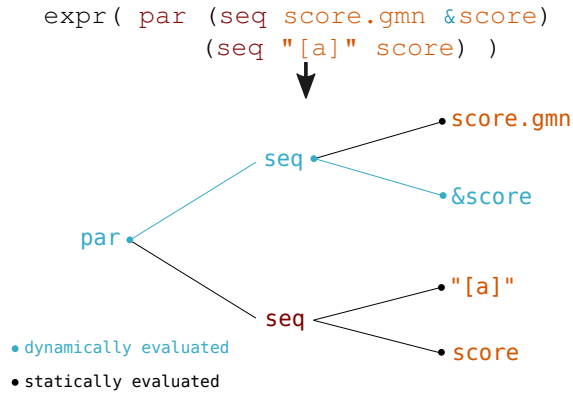 expr( par (seq score.gmn &score)
(seq "[a]" score) )
score.gmn
seq
&score
par
"[a]"
seq
score
dynamically evaluated
statically evaluated